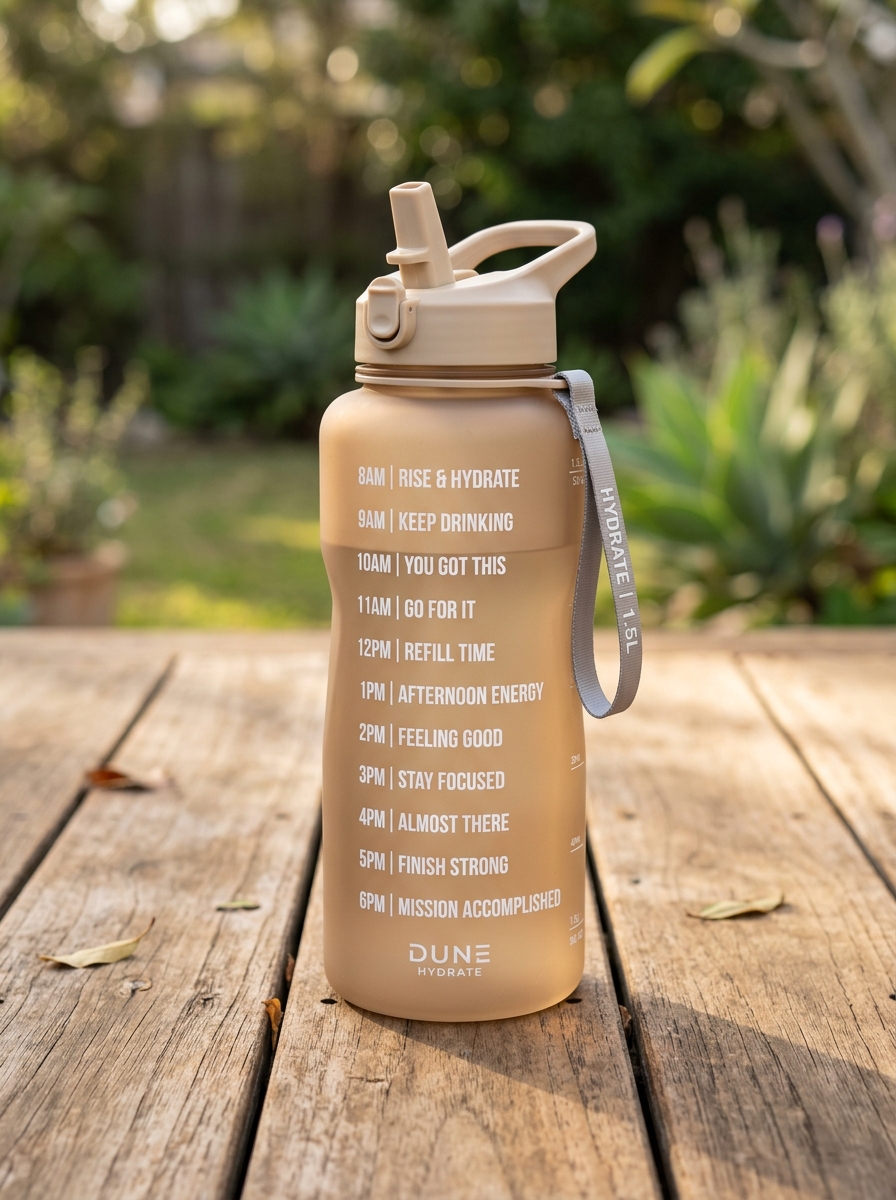 8AM | RISE & HYDRATE
9AM | KEEP DRINKING
10AM | YOU GOT THIS
11AM | GO FOR IT
12PM | REFILL TIME
1PM | AFTERNOON ENERGY
2PM | FEELING GOOD
3PM | STAY FOCUSED
4PM | ALMOST THERE
5PM | FINISH STRONG
6PM | MISSION ACCOMPLISHED
DUNE
HYDRATE
HYDRATE | 1.5L